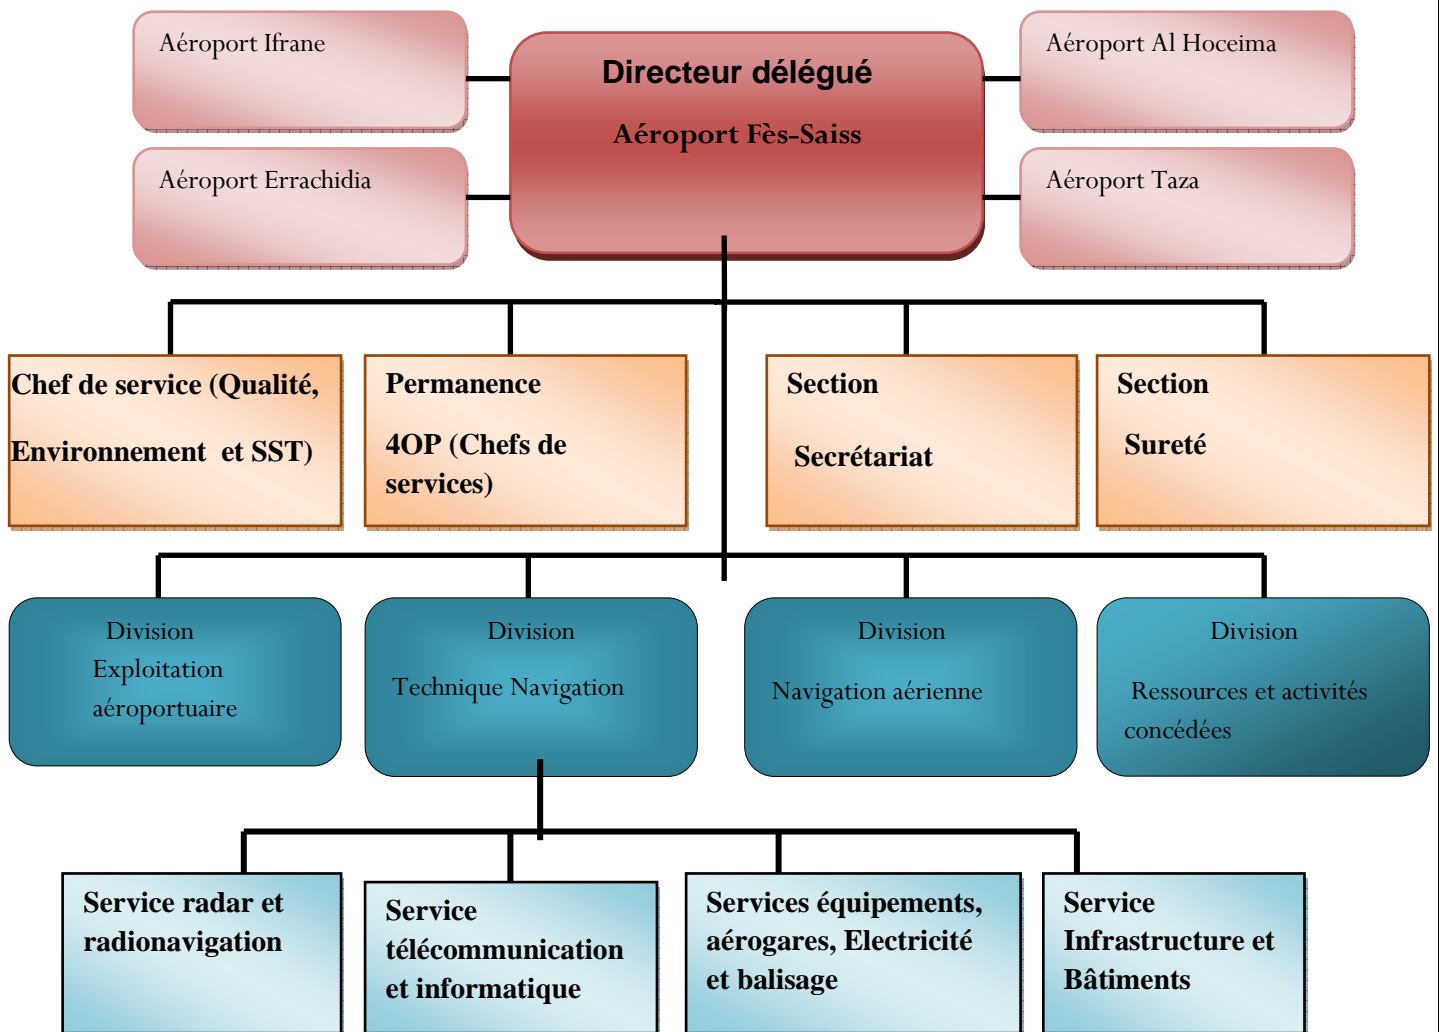 Aéroport Ifrane
Directeur délégué
Aéroport Fès-Saiss
Aéroport Al Hoceima
Aéroport Errachidia
Aéroport Taza
Chef de service (Qualité,
Environnement et SST)
Permanence
4OP (Chefs de
services)
Section
Secrétariat
Section
Sureté
Division
Exploitation
aéroportuaire
Division
Technique Navigation
Division
Navigation aérienne
Division
Ressources et activités
concédées
Service radar et
radionavigation
Service
télécommunication
et informatique
Services équipements,
aérogares, Electricité
et balisage
Service
Infrastructure et
Bâtiments